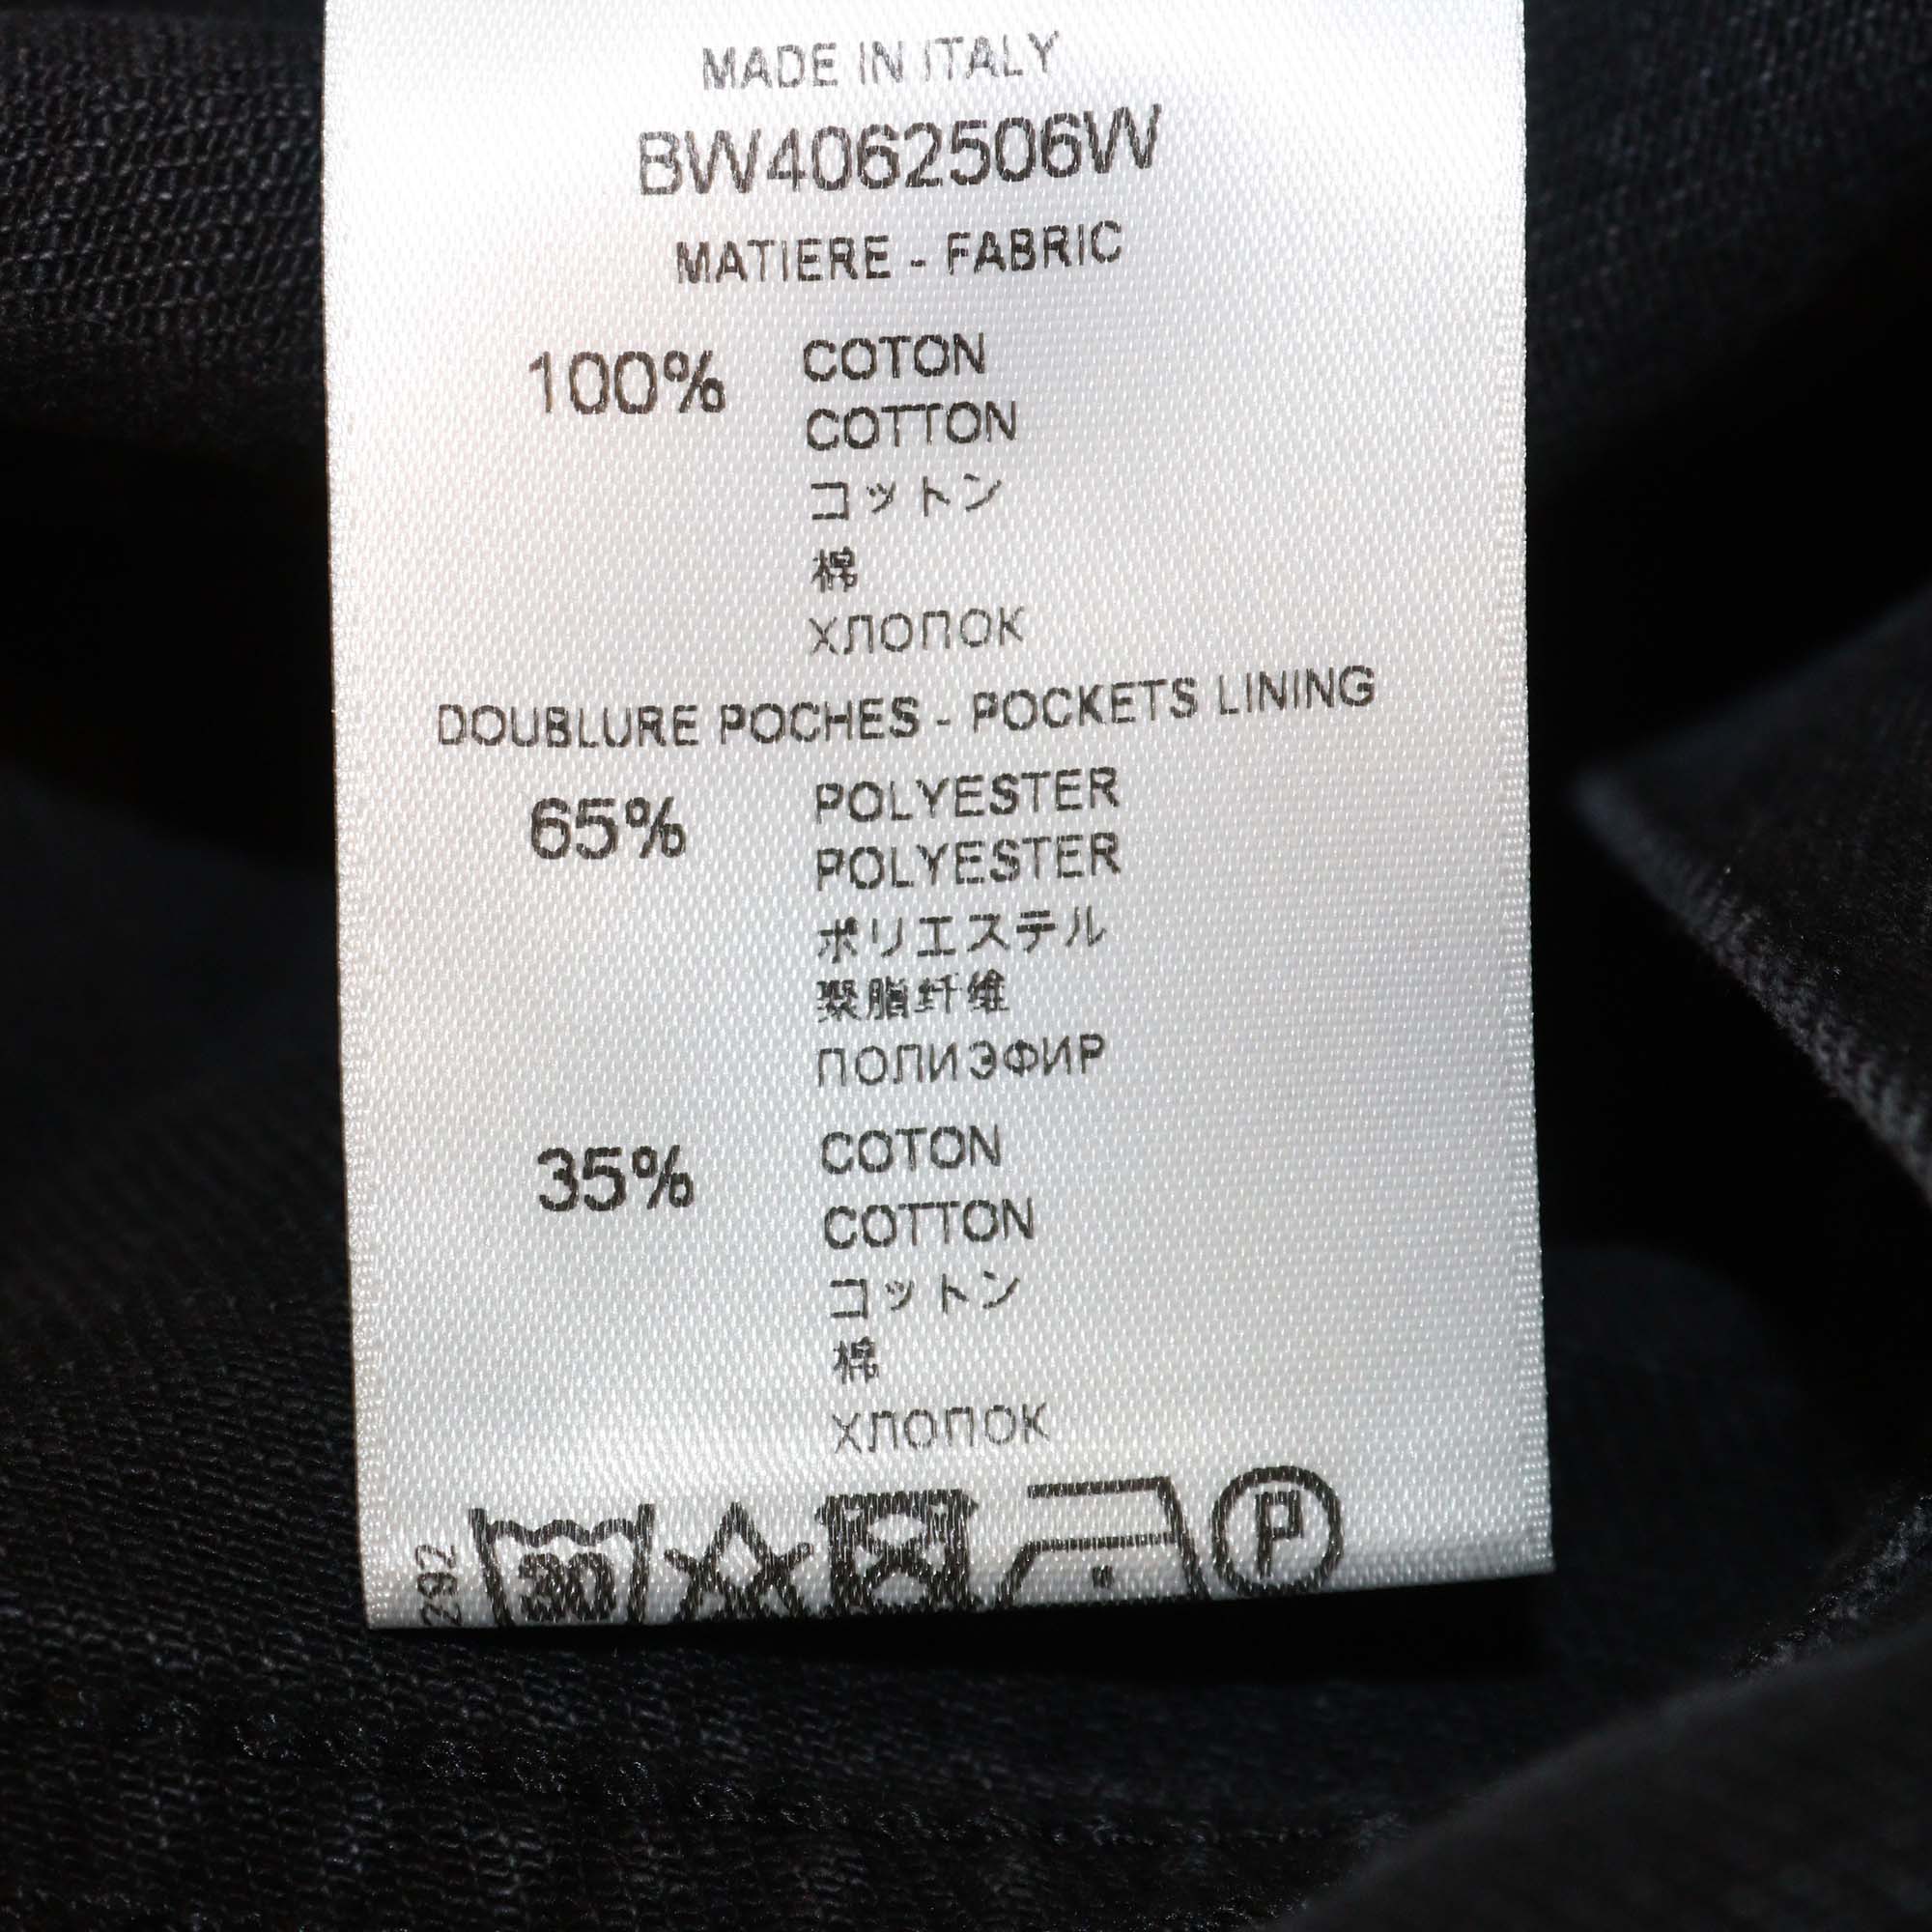 MADE IN ITALY
BW4062506W
MATIERE - FABRIC
100% COTON
COTTON
コットン
棉
ХЛОПОК
DOUBLURE POCHES - POCKETS LINING
65% POLYESTER
POLYESTER
ポリエステル
聚脂纤维
ПОЛИЭФИР
35% COTON
COTTON
コットン
棉
ХЛОПОК
292
30
P